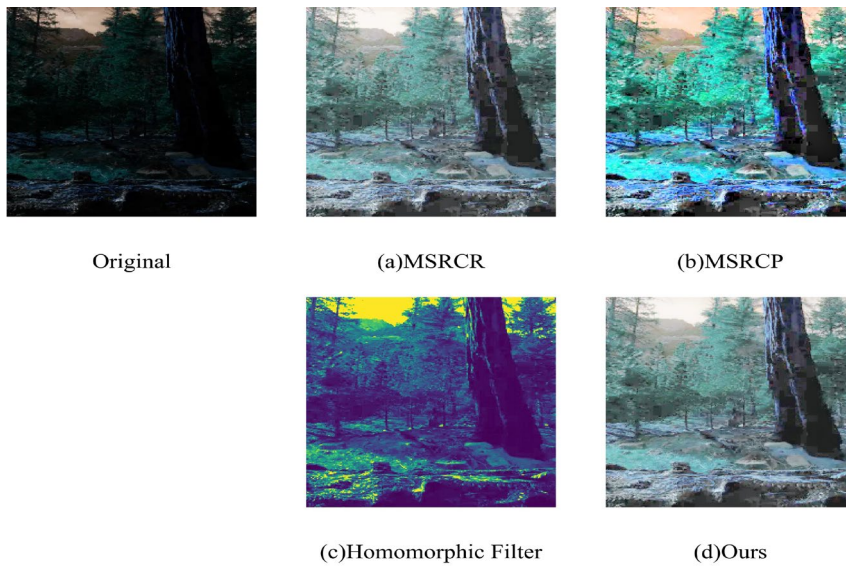 Original
(a)MSRCR
(b)MSRCP
(c)Homomorphic Filter
(d)Ours